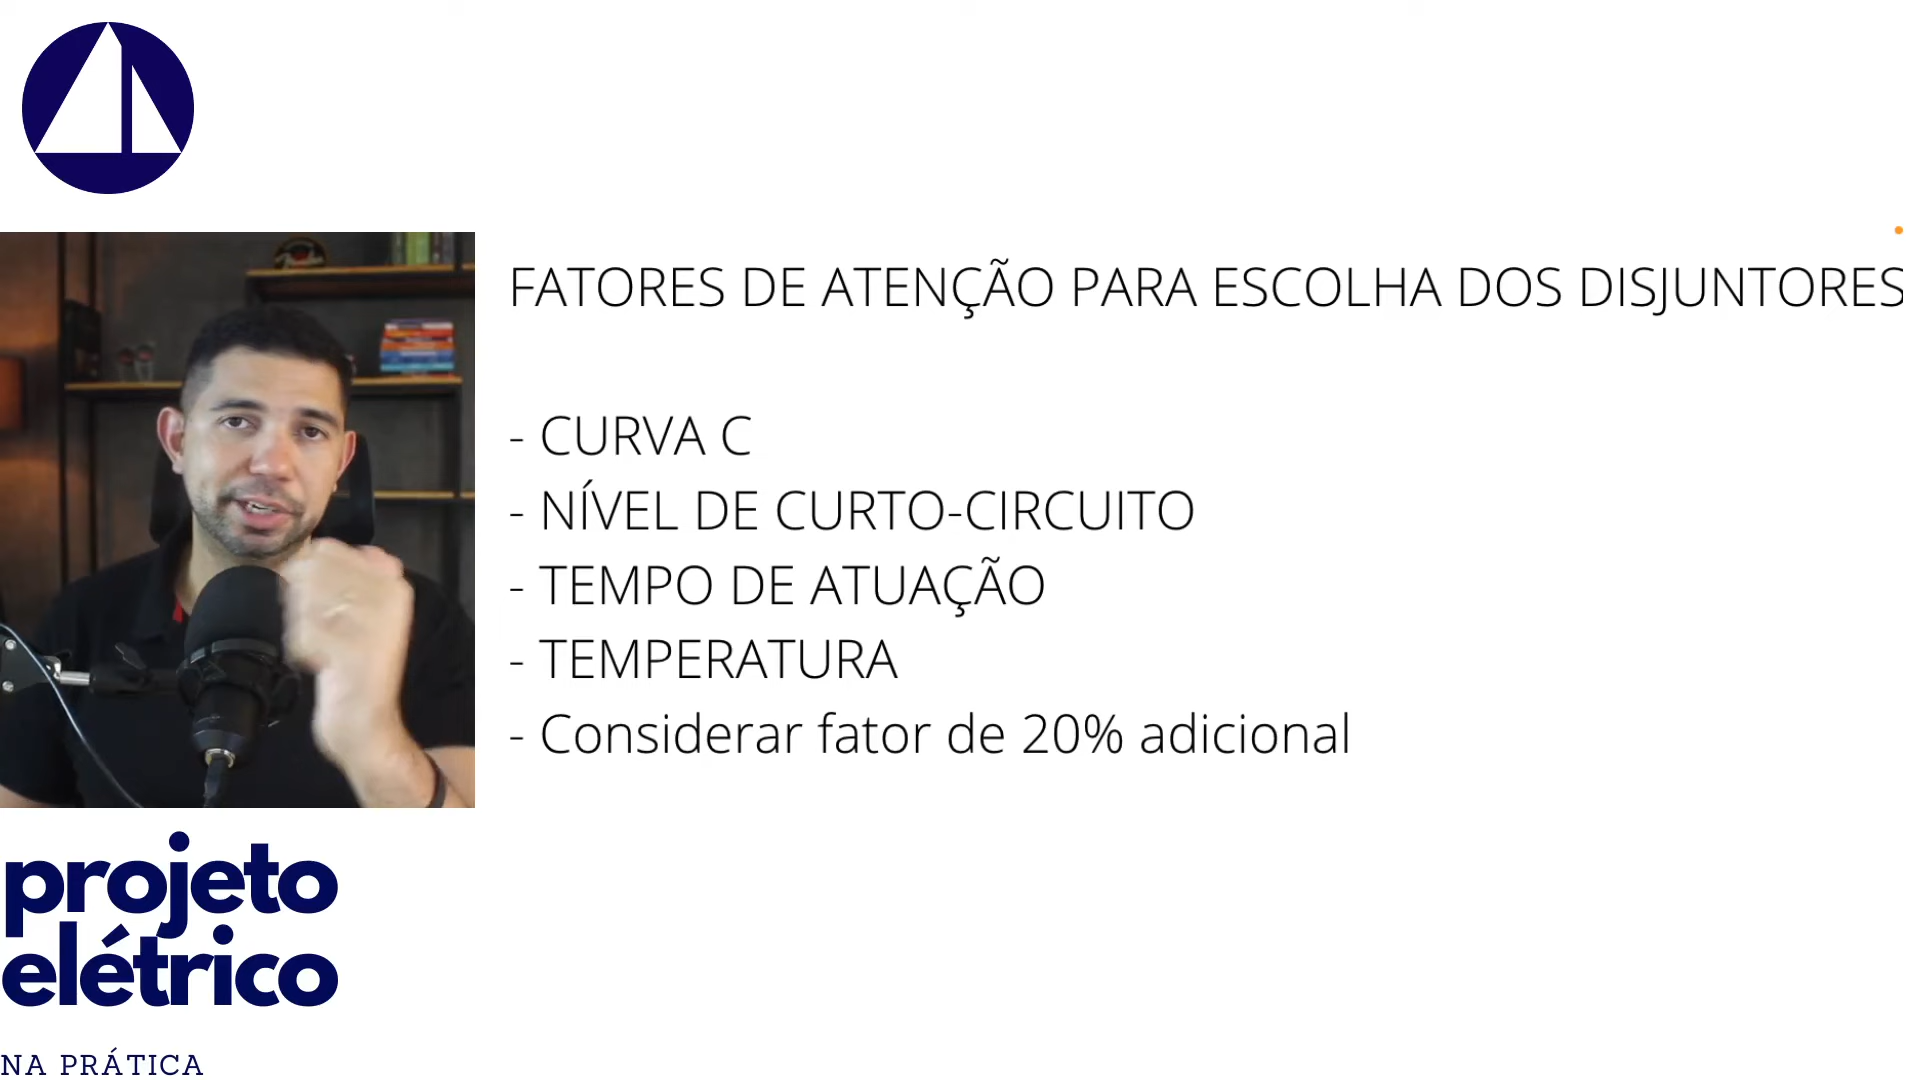 Fender
FATORES DE ATENÇÃO PARA ESCOLHA DOS DISJUNTORES
- CURVA C
- NÍVEL DE CURTO-CIRCUITO
- TEMPO DE ATUAÇÃO
- TEMPERATURA
- Considerar fator de 20% adicional
projeto
elétrico
NA PRÁTICA